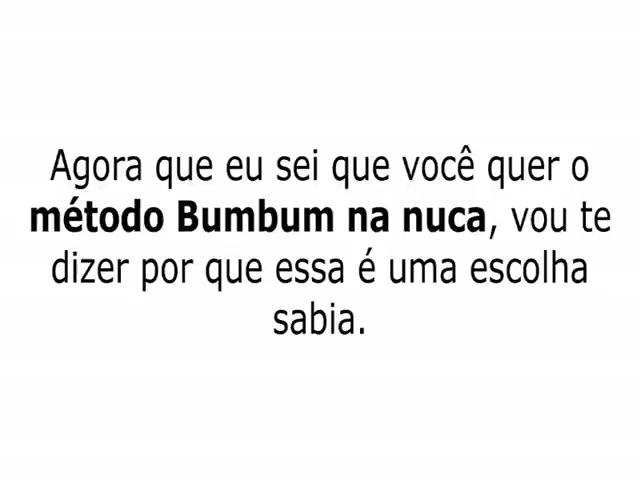 Agora que eu sei que você quer o
método Bumbum na nuca, vou te
dizer por que essa é uma escolha
sabia.